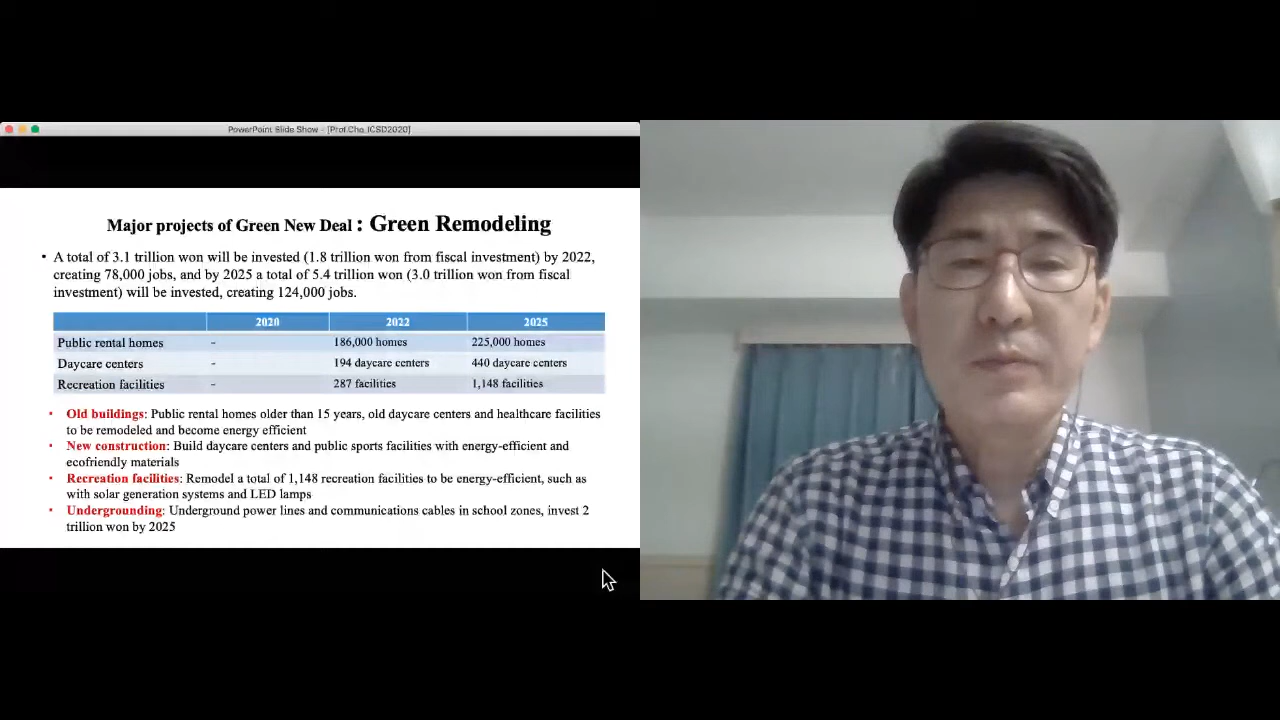 PowerPoint Slide Show - [Prof.Cho_ICSD2020]
Major projects of Green New Deal : Green Remodeling
• A total of 3.1 trillion won will be invested (1.8 trillion won from fiscal investment) by 2022,
creating 78,000 jobs, and by 2025 a total of 5.4 trillion won (3.0 trillion won from fiscal
investment) will be invested, creating 124,000 jobs.
2020 2022 2025
Public rental homes - 186,000 homes 225,000 homes
Daycare centers - 194 daycare centers 440 daycare centers
Recreation facilities - 287 facilities 1,148 facilities
• Old buildings: Public rental homes older than 15 years, old daycare centers and healthcare facilities
to be remodeled and become energy efficient
• New construction: Build daycare centers and public sports facilities with energy-efficient and
ecofriendly materials
• Recreation facilities: Remodel a total of 1,148 recreation facilities to be energy-efficient, such as
with solar generation systems and LED lamps
• Undergrounding: Underground power lines and communications cables in school zones, invest 2
trillion won by 2025